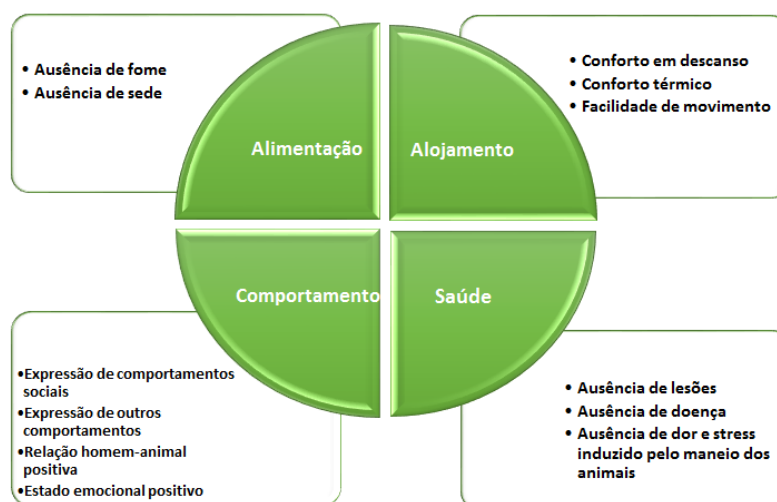 • Ausência de fome
• Ausência de sede
Alimentação
• Conforto em descanso
• Conforto térmico
• Facilidade de movimento
Alojamento
Comportamento
•Expressão de comportamentos
sociais
•Expressão de outros
comportamentos
•Relação homem-animal
positiva
•Estado emocional positivo
Saúde
• Ausência de lesões
• Ausência de doença
• Ausência de dor e stress
induzido pelo maneio dos
animais